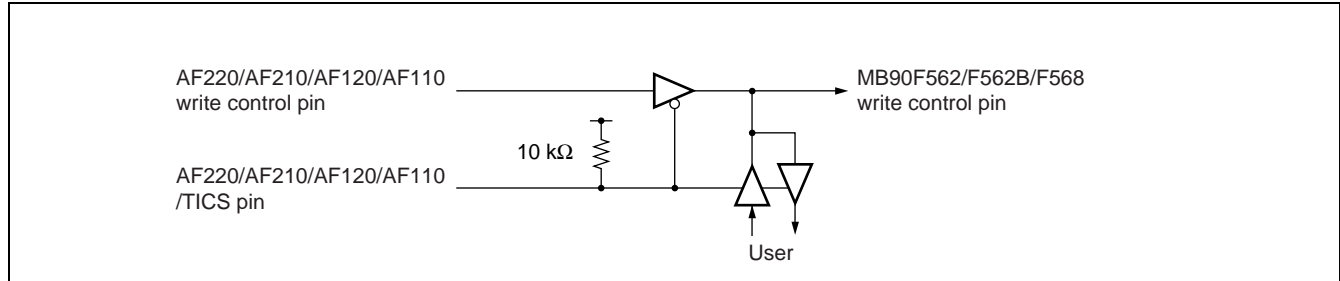 AF220/AF210/AF120/AF110
write control pin
MB90F562/F562B/F568
write control pin
10 kΩ
AF220/AF210/AF120/AF110
/TICS pin
User